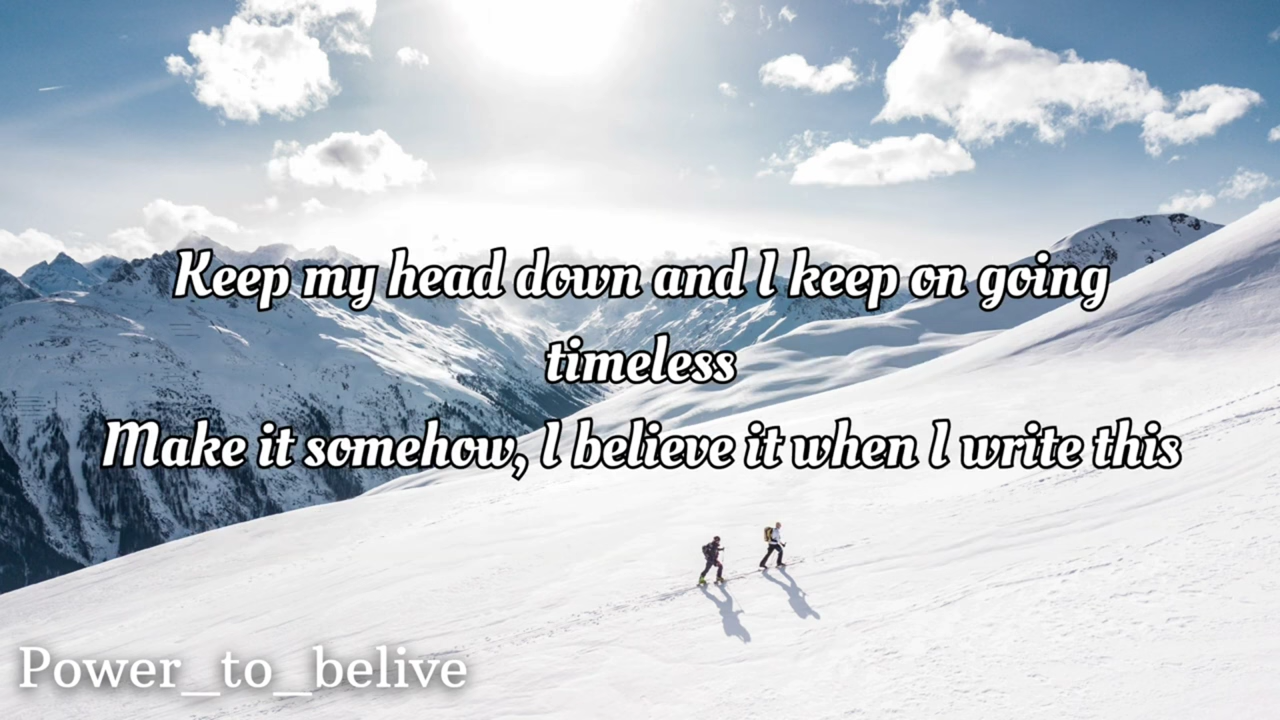 Keep my head down and I keep on going
timeless
Make it somehow, I believe it when I write this
Power_to_belive